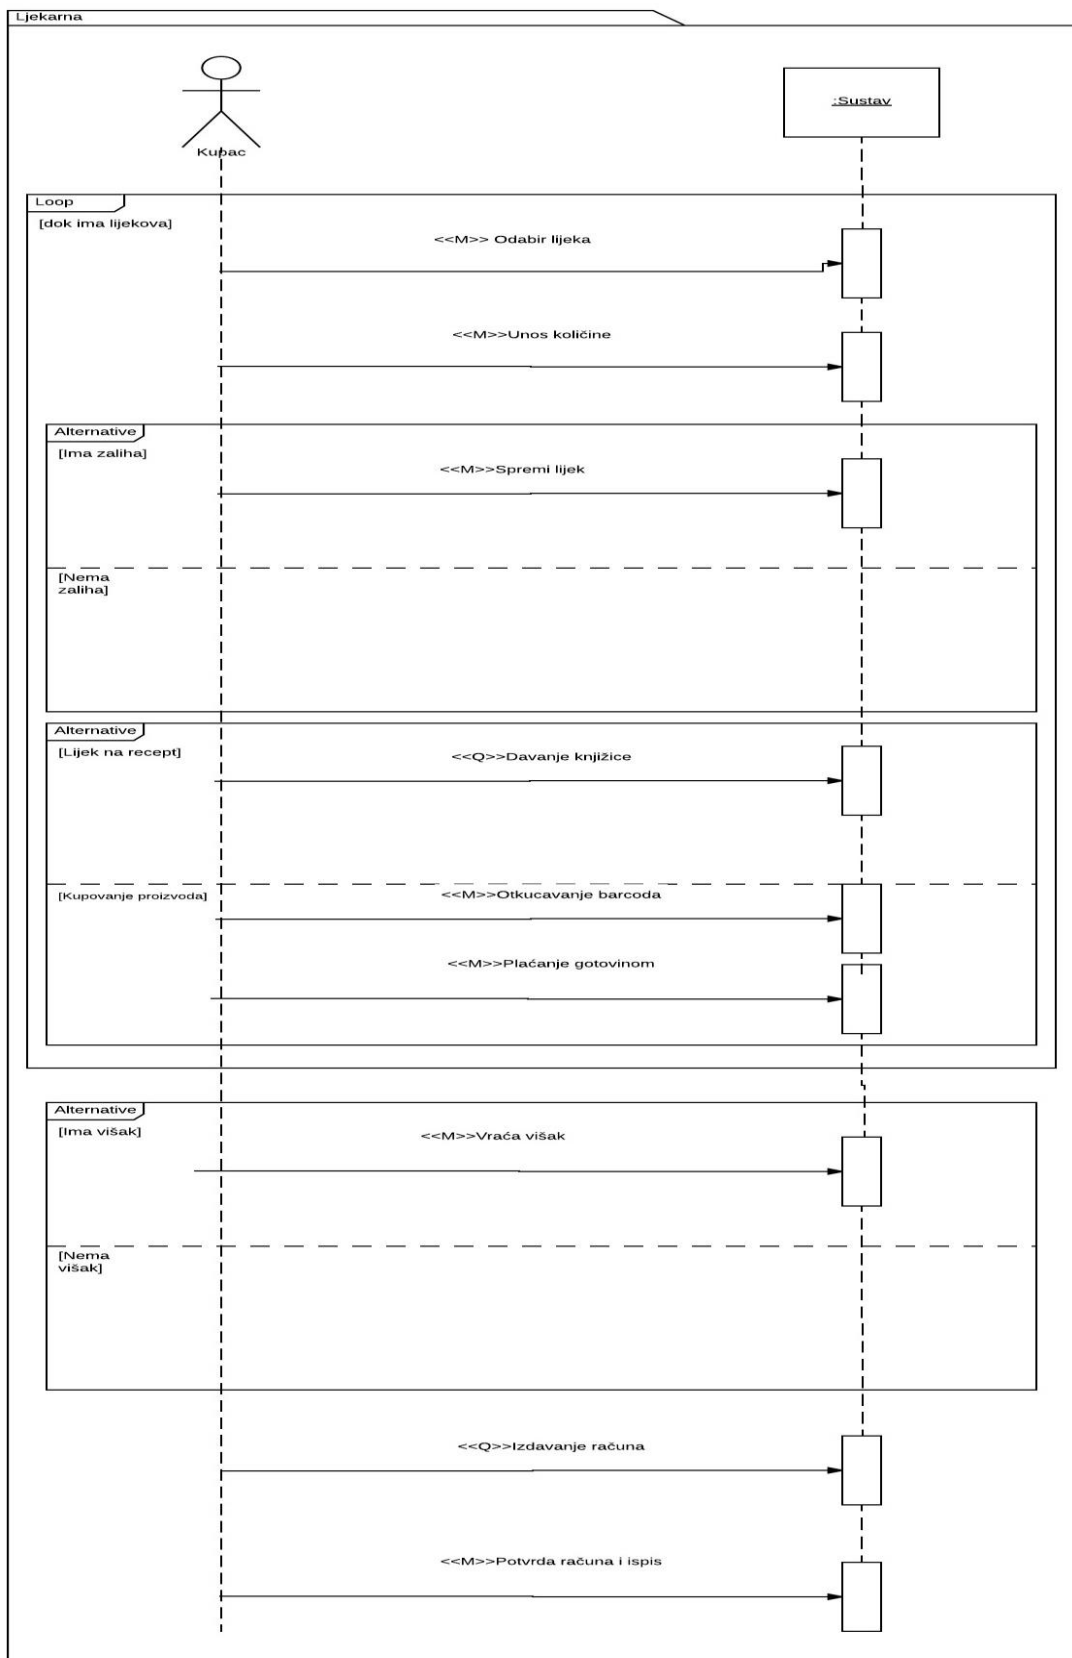 Ljekarna
:Sustav
Kupac
Loop
[dok ima lijekova]
<<M>> Odabir lijeka
<<M>>Unos količine
Alternative
[Ima zaliha]
<<M>>Spremi lijek
[Nema
zaliha]
Alternative
[Lijek na recept]
<<Q>>Davanje knjižice
[Kupovanje proizvoda]
<<M>>Otkucavanje barcoda
<<M>>Plaćanje gotovinom
Alternative
[Ima višak]
<<M>>Vraća višak
[Nema
višak]
<<Q>>Izdavanje računa
<<M>>Potvrda računa i ispis